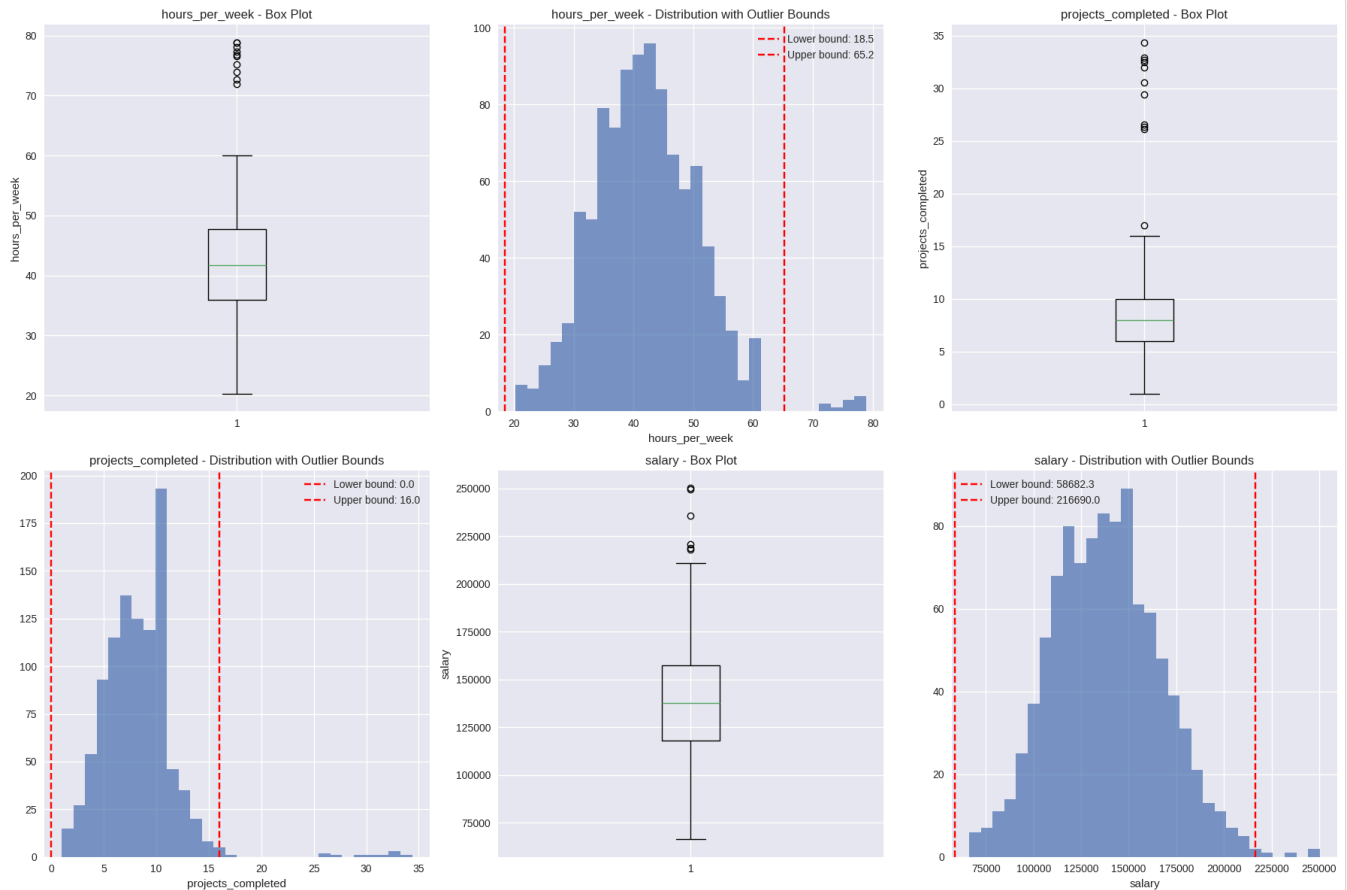 hours_per_week - Box Plot
80
70
60
50
40
30
20
hours_per_week
1
hours_per_week - Distribution with Outlier Bounds
Lower bound: 18.5
Upper bound: 65.2
100
80
60
40
20
0
20 30 40 50 60 70 80
hours_per_week
projects_completed - Box Plot
35
30
25
20
15
10
5
0
projects_completed
1
projects_completed - Distribution with Outlier Bounds
Lower bound: 0.0
Upper bound: 16.0
200
175
150
125
100
75
50
25
0
0 5 10 15 20 25 30 35
projects_completed
salary - Box Plot
250000
225000
200000
175000
150000
125000
100000
75000
salary
1
salary - Distribution with Outlier Bounds
Lower bound: 58682.3
Upper bound: 216690.0
80
60
40
20
0
75000 100000 125000 150000 175000 200000 225000 250000
salary